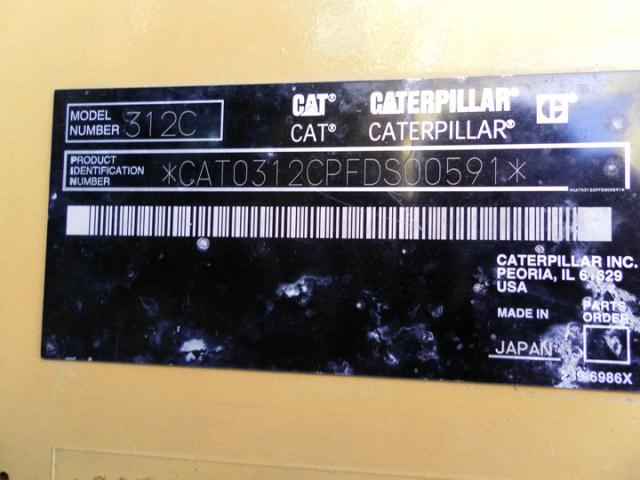 MODEL NUMBER 312C
CAT® CATERPILLAR® C
CAT® CATERPILLAR®
PRODUCT IDENTIFICATION NUMBER *CAT0312CPFDS00591*
*CAT0312CPFDS00591*
CATERPILLAR INC.
PEORIA, IL 61629
USA
MADE IN
JAPAN
PARTS
ORDER
6986X